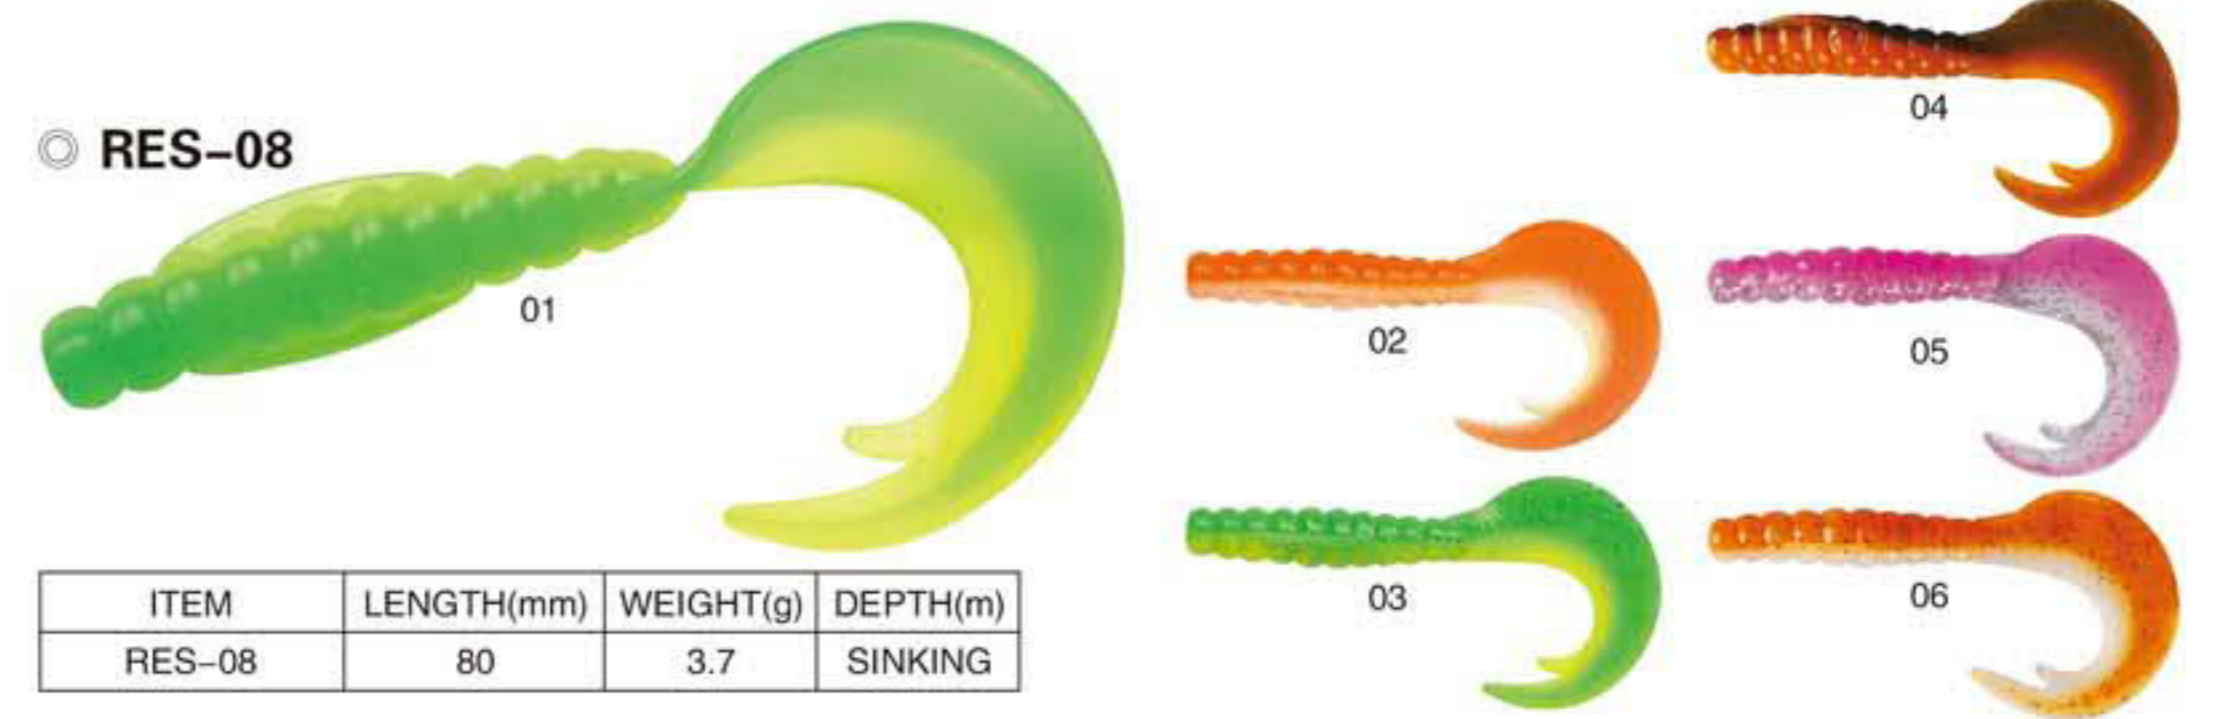 RES–08
01
02
03
04
05
06
ITEM LENGTH(mm) WEIGHT(g) DEPTH(m)
RES–08 80 3.7 SINKING